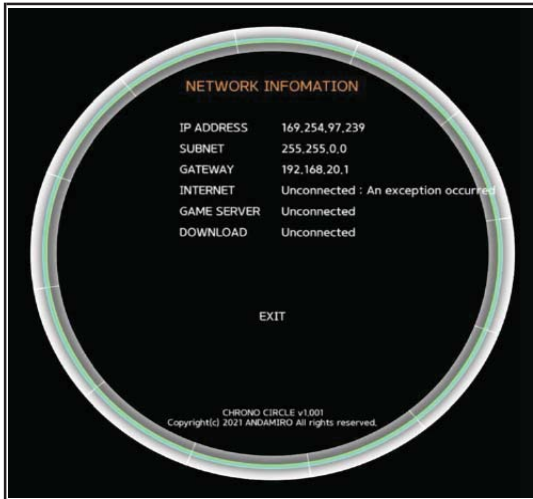 NETWORK INFOMATION
IP ADDRESS 169,254,97,239
SUBNET 255,255,0,0
GATEWAY 192,168,20,1
INTERNET Unconnected : An exception occurred
GAME SERVER Unconnected
DOWNLOAD Unconnected
EXIT
CHRONO CIRCLE v1,001
Copyright(c) 2021 ANDAMIRO All rights reserved,